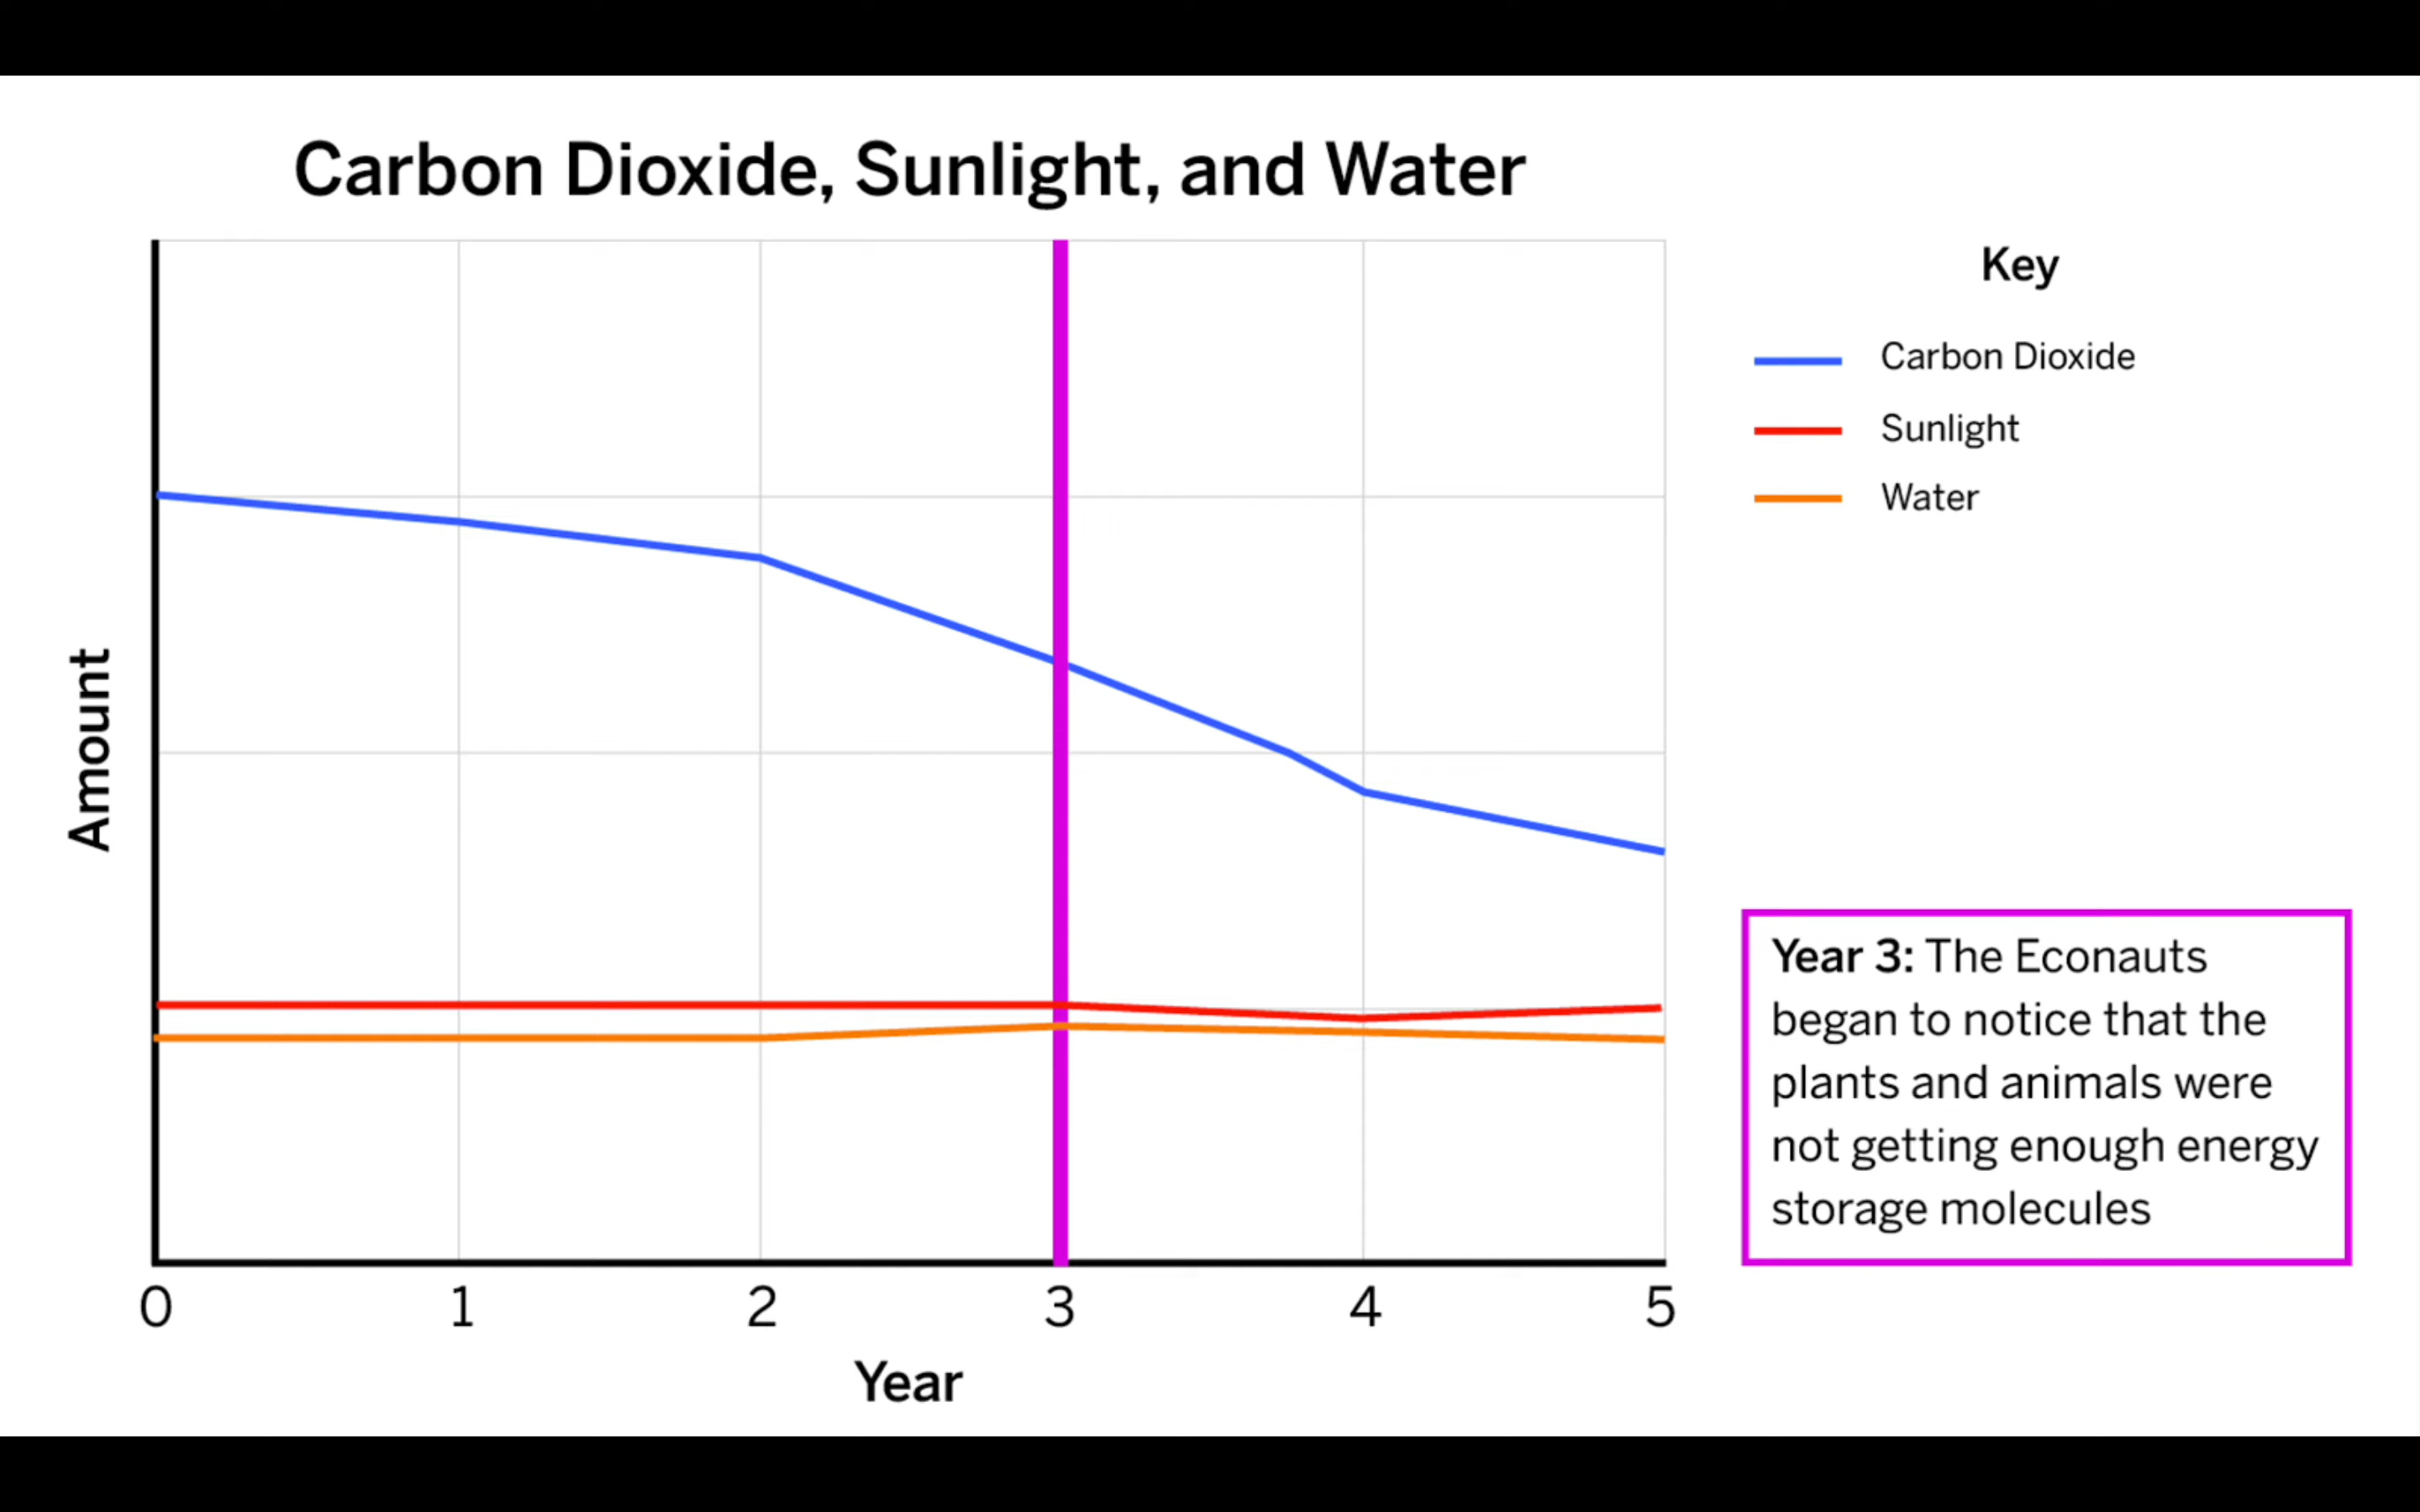 Carbon Dioxide, Sunlight, and Water
Key
Carbon Dioxide
Sunlight
Water
Amount
Year 3: The Econauts
began to notice that the
plants and animals were
not getting enough energy
storage molecules
0 1 2 3 4 5
Year